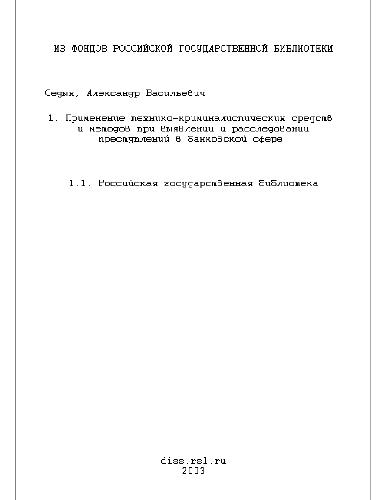 ИЗ ФОНДОВ РОССИЙСКОЙ ГОСУДАРСТВЕННОЙ БИБЛИОТЕКИ
Седых, Александр Васильевич
1. Применение технико-криминалистических средств
и методов при выявлении и расследовании
преступлений в банковской сфере
1.1. Российская государственная библиотека
diss.rsl.ru
2003